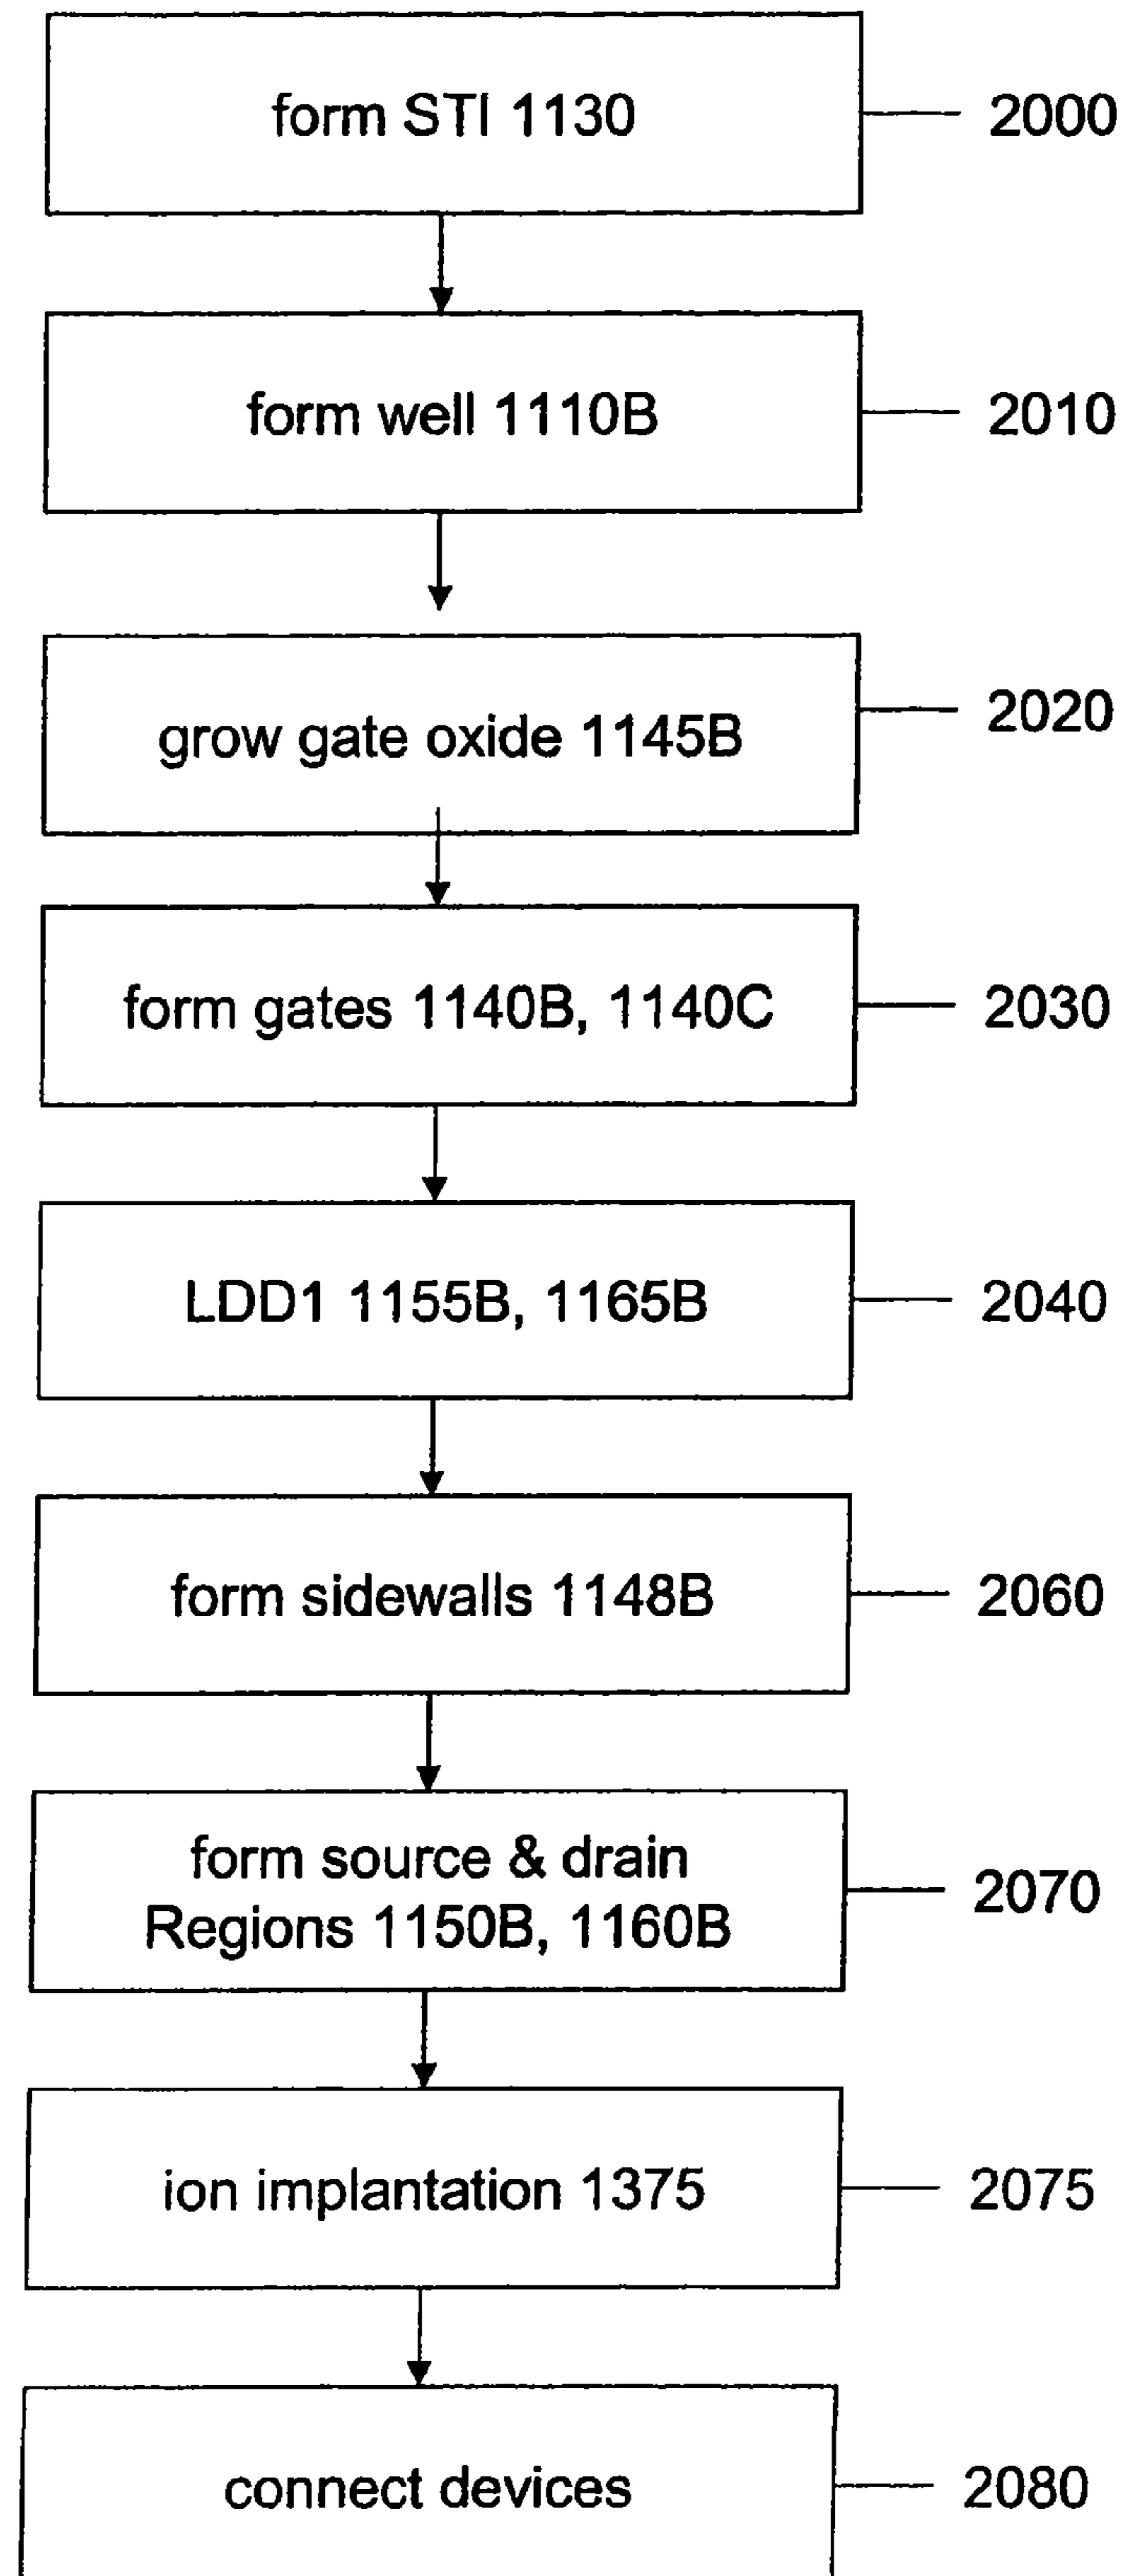 form STI 1130 2000
form well 1110B 2010
grow gate oxide 1145B 2020
form gates 1140B, 1140C 2030
LDD1 1155B, 1165B 2040
form sidewalls 1148B 2060
form source & drain
Regions 1150B, 1160B 2070
ion implantation 1375 2075
connect devices 2080